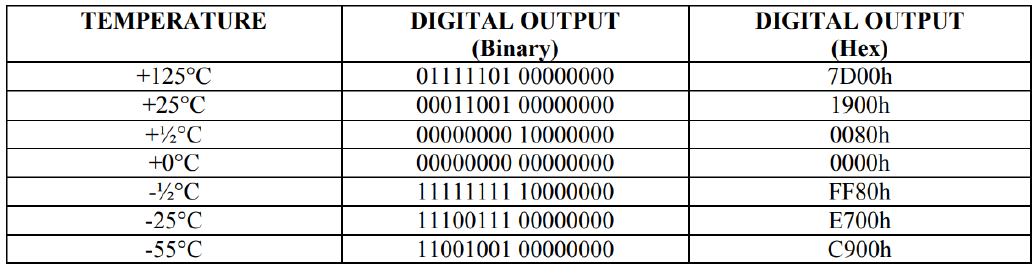 TEMPERATURE DIGITAL OUTPUT (Binary) DIGITAL OUTPUT (Hex)
+125°C 01111101 00000000 7D00h
+25°C 00011001 00000000 1900h
+½°C 00000000 10000000 0080h
+0°C 00000000 00000000 0000h
-½°C 11111111 10000000 FF80h
-25°C 11100111 00000000 E700h
-55°C 11001001 00000000 C900h